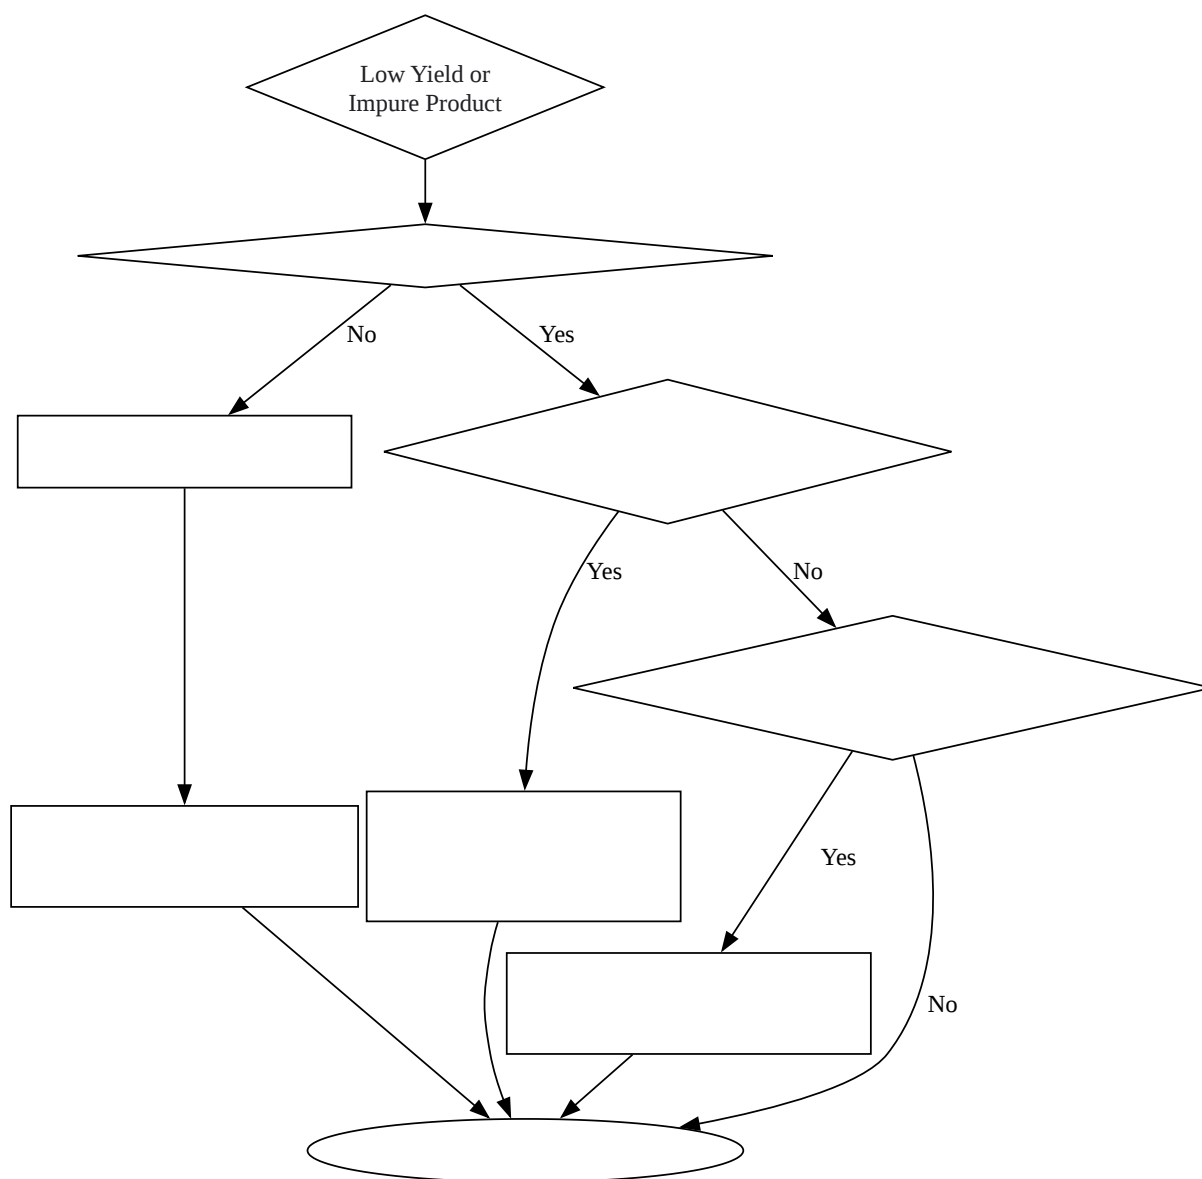 Low Yield or
Impure Product
No
Yes
Yes
No
Yes
No